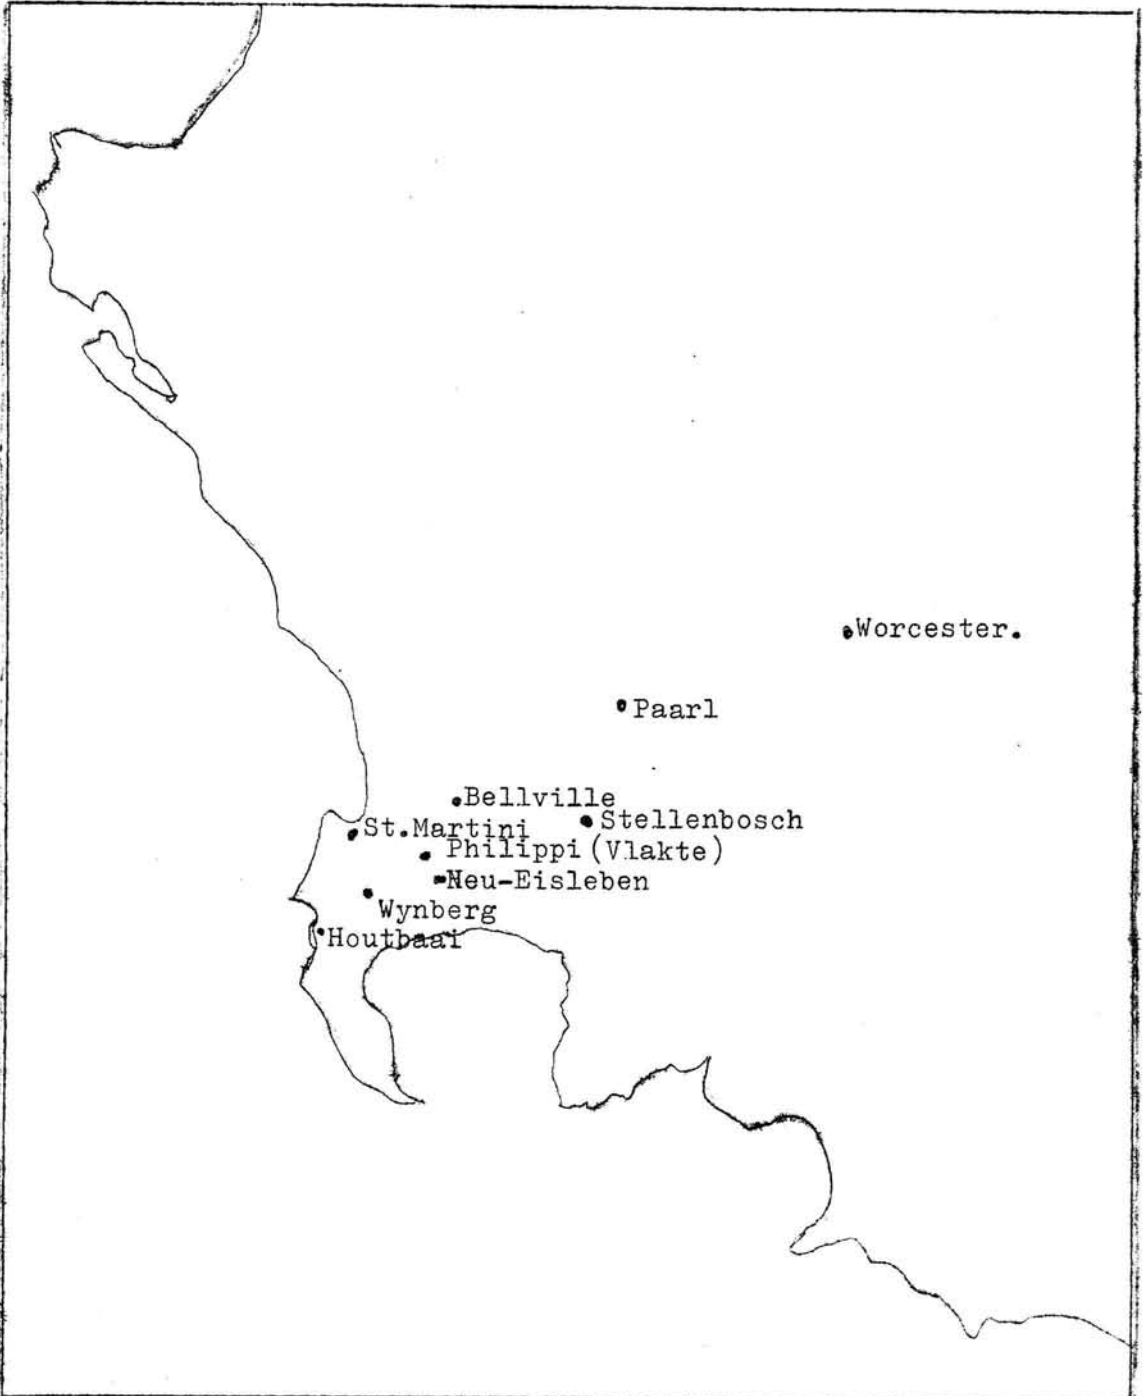 Worcester.
Paarl
Bellville
Stellenbosch
St.Martini
Philippi(Vlakte)
Neu-Eisleben
Wynberg
Houtbaai